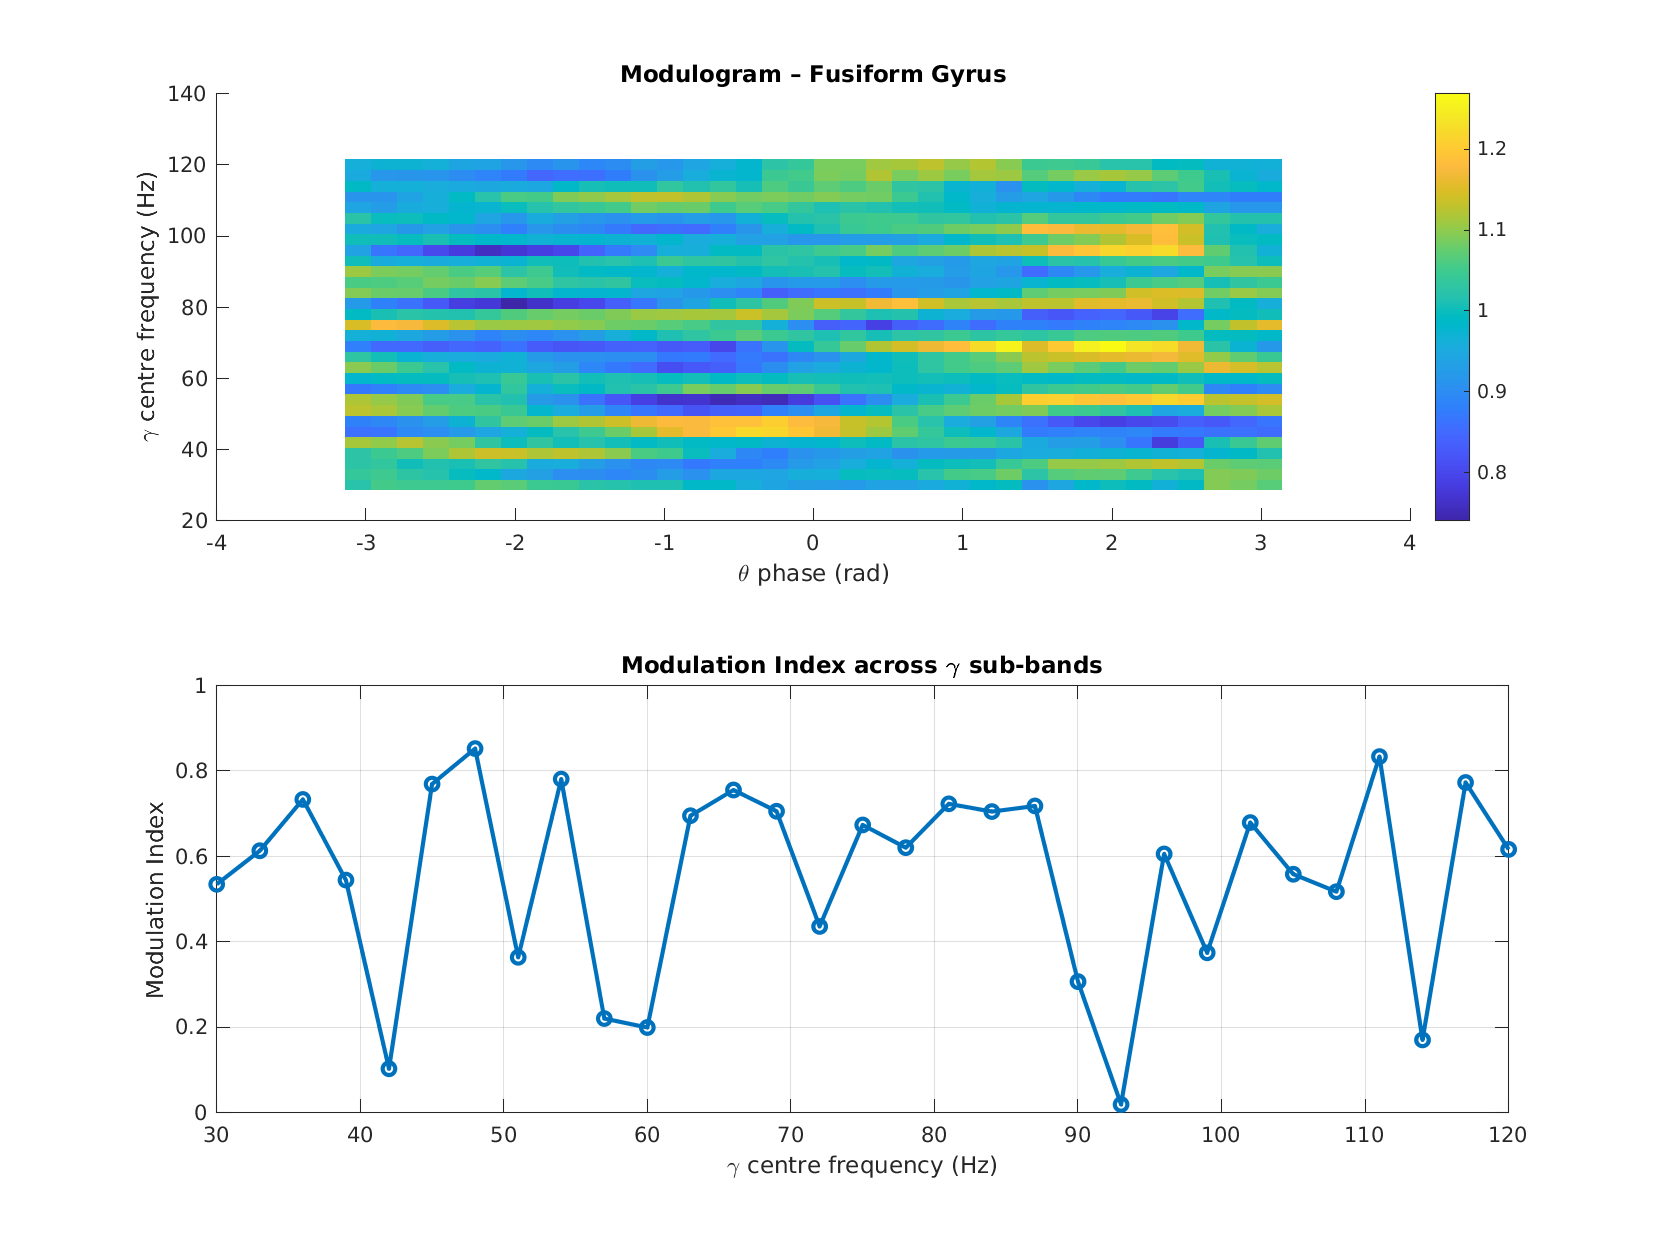 Modulogram – Fusiform Gyrus
140
120
100
80
60
40
20
γ centre frequency (Hz)
-4 -3 -2 -1 0 1 2 3 4
θ phase (rad)
1.2
1.1
1
0.9
0.8
Modulation Index across γ sub-bands
1
0.8
0.6
0.4
0.2
0
Modulation Index
30 40 50 60 70 80 90 100 110 120
γ centre frequency (Hz)